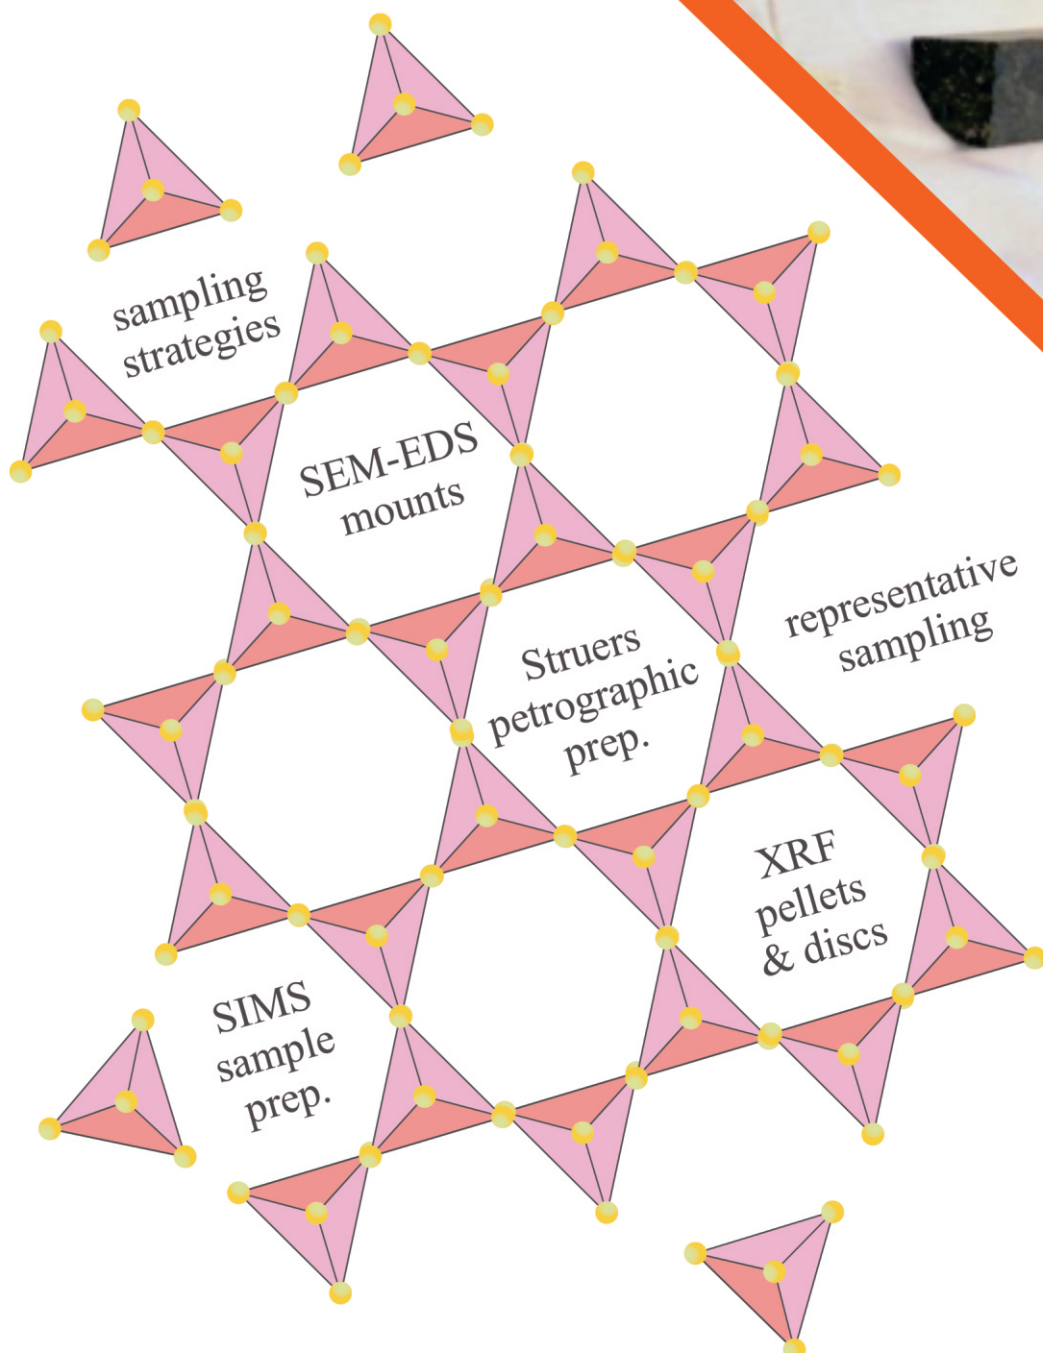 sampling
strategies
SEM-EDS
mounts
representative
sampling
Struers
petrographic
prep.
XRF
pellets
& discs
SIMS
sample
prep.